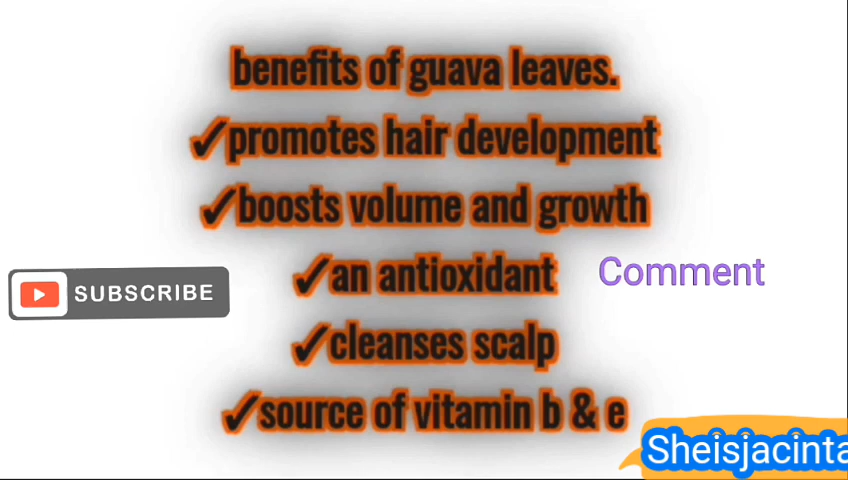 benefits of guava leaves.
✓promotes hair development
✓boosts volume and growth
✓an antioxidant
Comment
SUBSCRIBE
✓cleanses scalp
✓source of vitamin b & e
Sheisjacinta